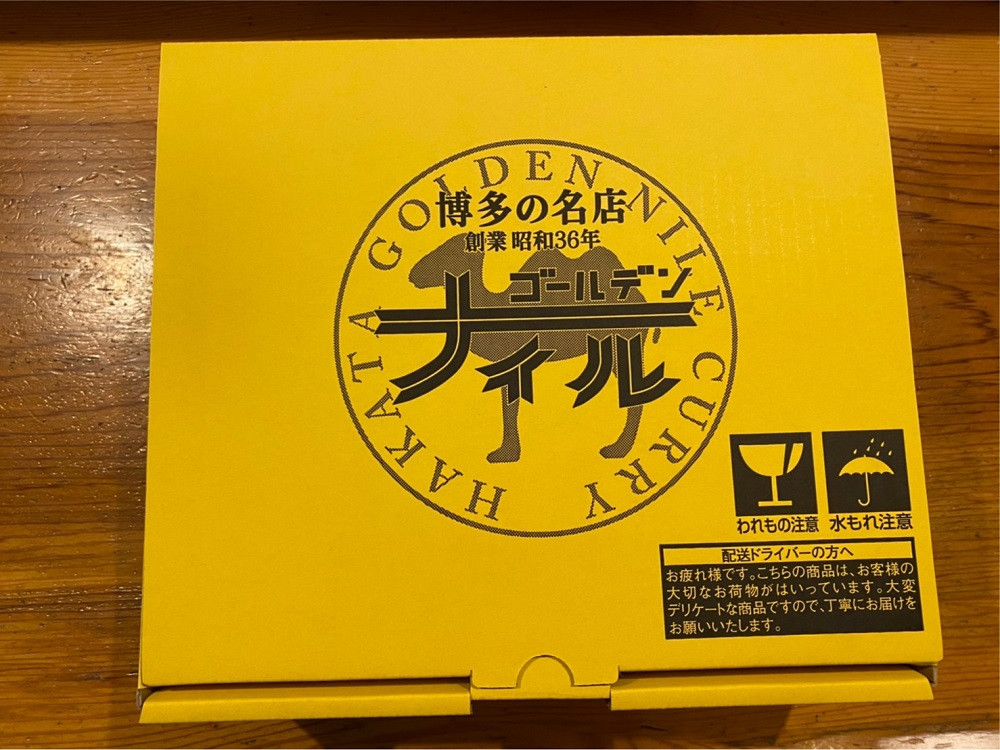 HAKATA GOLDEN NILE CURRY
博多の名店
創業 昭和36年
ゴールデン
ナイル
われもの注意
水もれ注意
配送ドライバーの方へ
お疲れ様です。こちらの商品は、お客様の
大切なお荷物がはいっています。大変
デリケートな商品ですので、丁寧にお届けを
お願いいたします。